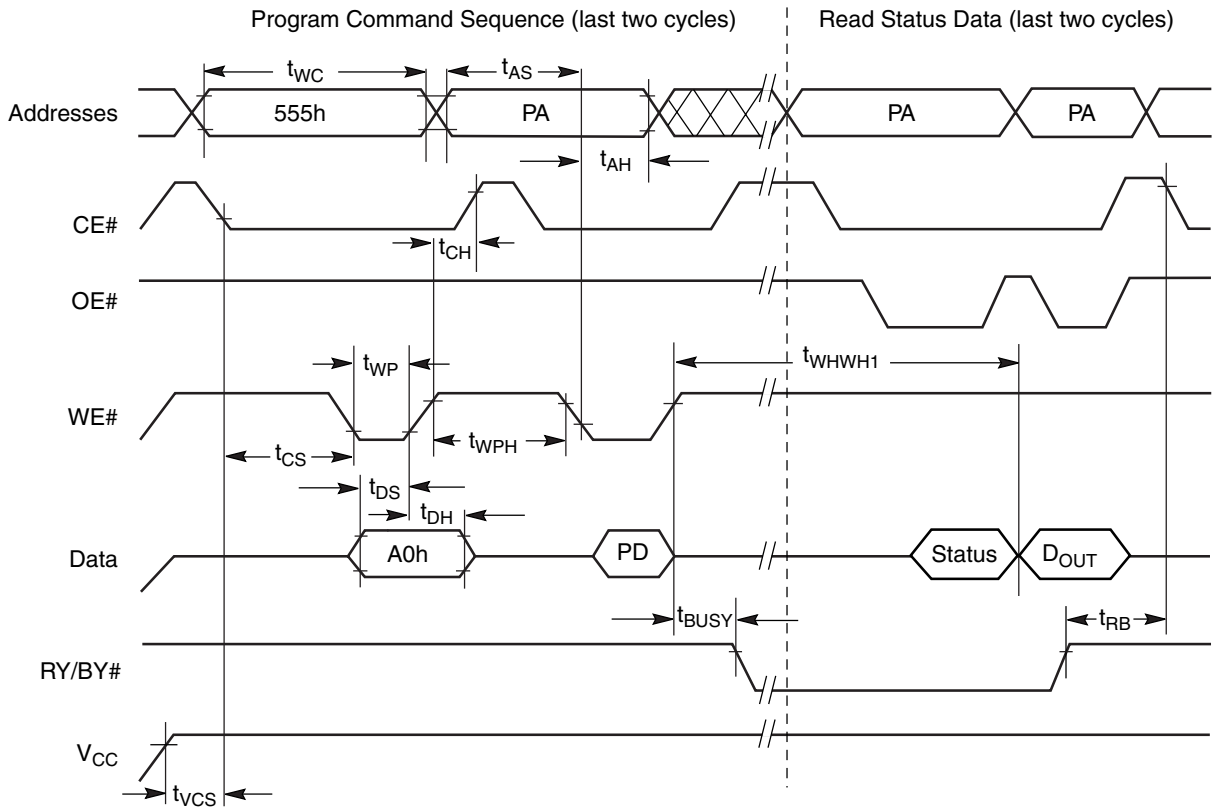 Program Command Sequence (last two cycles)
Read Status Data (last two cycles)
tWC
tAS
Addresses
555h
PA
PA
PA
tAH
CE#
tCH
OE#
tWP
tWHWH1
WE#
tWPH
tCS
tDS
tDH
Data
A0h
PD
Status
DOUT
tBUSY
tRB
RY/BY#
VCC
tVCS